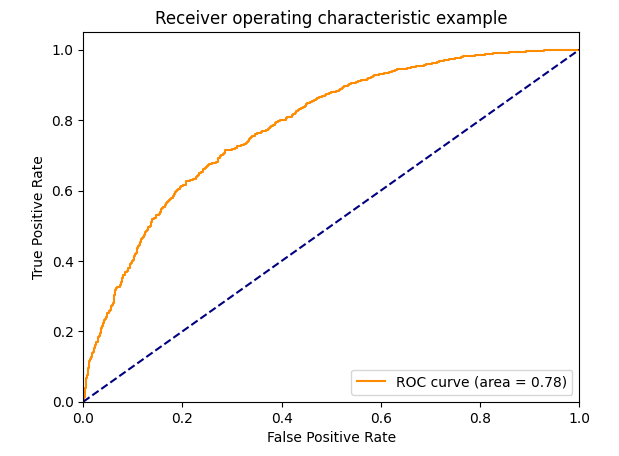 Receiver operating characteristic example
True Positive Rate
1.0
0.8
0.6
0.4
0.2
0.0
ROC curve (area = 0.78)
0.0 0.2 0.4 0.6 0.8 1.0
False Positive Rate